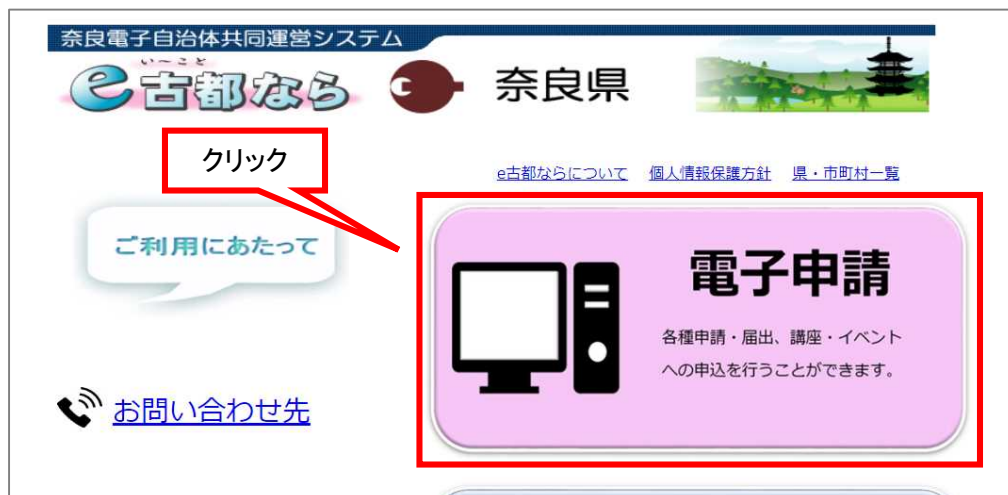 奈良電子自治体共同運営システム
い～こと
e古都なら
奈良県
クリック
e古都ならについて 個人情報保護方針 県・市町村一覧
ご利用にあたって
電子申請
各種申請・届出、講座・イベント
への申込を行うことができます。
お問い合わせ先